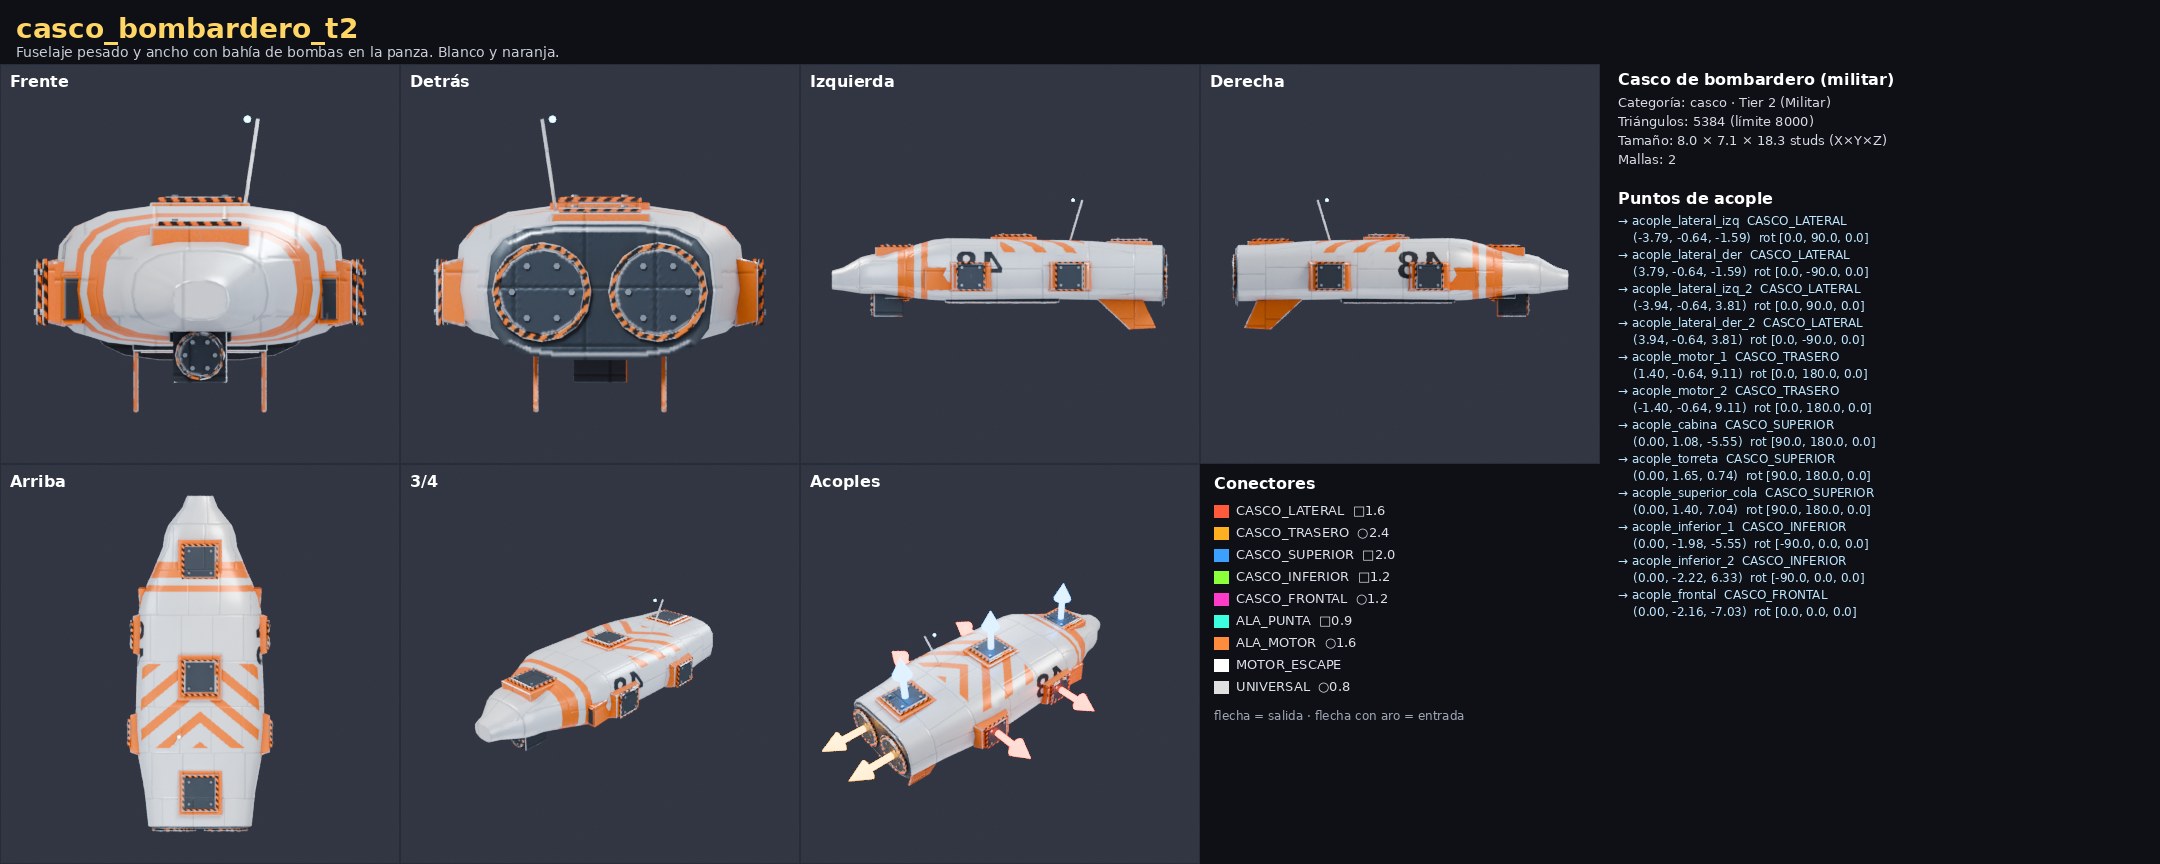 casco_bombardero_t2
Fuselaje pesado y ancho con bahía de bombas en la panza. Blanco y naranja.
Frente
Detrás
Izquierda
48
Derecha
48
Arriba
3/4
48
Acoples
48
Conectores
CASCO_LATERAL □1.6
CASCO_TRASERO ○2.4
CASCO_SUPERIOR □2.0
CASCO_INFERIOR □1.2
CASCO_FRONTAL ○1.2
ALA_PUNTA □0.9
ALA_MOTOR ○1.6
MOTOR_ESCAPE
UNIVERSAL ○0.8
flecha = salida · flecha con aro = entrada
Casco de bombardero (militar)
Categoría: casco · Tier 2 (Militar)
Triángulos: 5384 (límite 8000)
Tamaño: 8.0 × 7.1 × 18.3 studs (X×Y×Z)
Mallas: 2
Puntos de acople
→ acople_lateral_izq CASCO_LATERAL
(-3.79, -0.64, -1.59) rot [0.0, 90.0, 0.0]
→ acople_lateral_der CASCO_LATERAL
(3.79, -0.64, -1.59) rot [0.0, -90.0, 0.0]
→ acople_lateral_izq_2 CASCO_LATERAL
(-3.94, -0.64, 3.81) rot [0.0, 90.0, 0.0]
→ acople_lateral_der_2 CASCO_LATERAL
(3.94, -0.64, 3.81) rot [0.0, -90.0, 0.0]
→ acople_motor_1 CASCO_TRASERO
(1.40, -0.64, 9.11) rot [0.0, 180.0, 0.0]
→ acople_motor_2 CASCO_TRASERO
(-1.40, -0.64, 9.11) rot [0.0, 180.0, 0.0]
→ acople_cabina CASCO_SUPERIOR
(0.00, 1.08, -5.55) rot [90.0, 180.0, 0.0]
→ acople_torreta CASCO_SUPERIOR
(0.00, 1.65, 0.74) rot [90.0, 180.0, 0.0]
→ acople_superior_cola CASCO_SUPERIOR
(0.00, 1.40, 7.04) rot [90.0, 180.0, 0.0]
→ acople_inferior_1 CASCO_INFERIOR
(0.00, -1.98, -5.55) rot [-90.0, 0.0, 0.0]
→ acople_inferior_2 CASCO_INFERIOR
(0.00, -2.22, 6.33) rot [-90.0, 0.0, 0.0]
→ acople_frontal CASCO_FRONTAL
(0.00, -2.16, -7.03) rot [0.0, 0.0, 0.0]